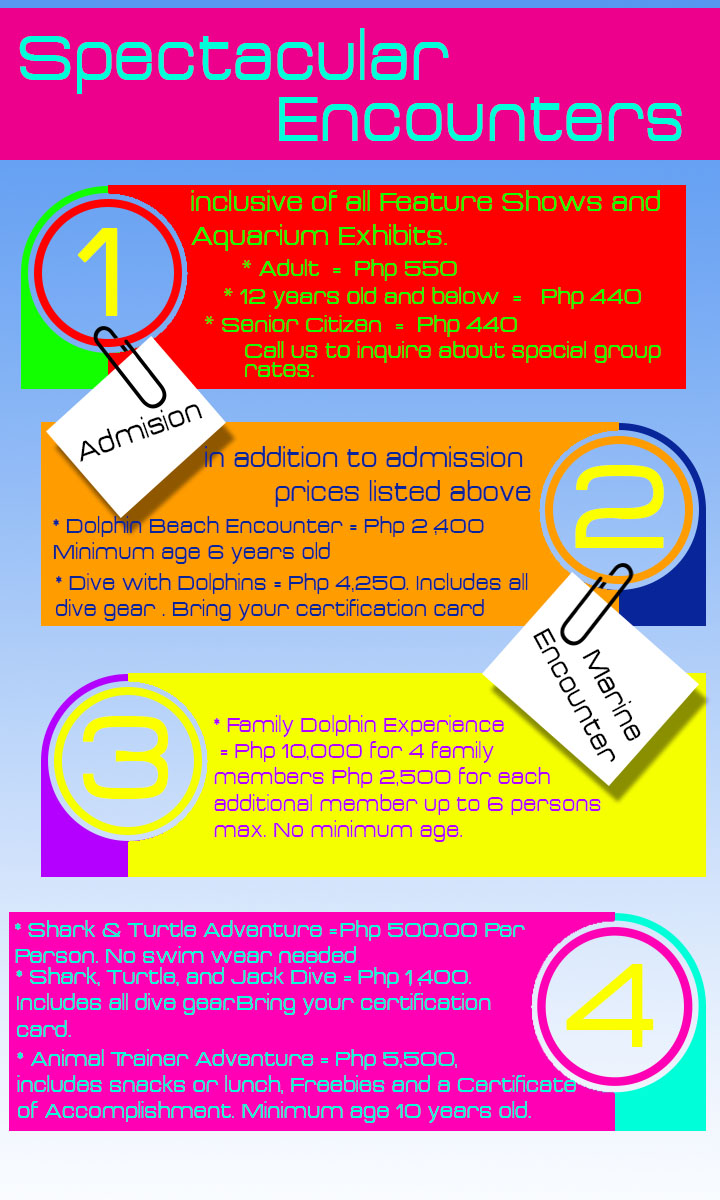 Spectacular
Encounters
1
inclusive of all Feature Shows and
Aquarium Exhibits.
* Adult = Php 550
* 12 years old and below = Php 440
* Senior Citizen = Php 440
Call us to inquire about special group
rates.
Admision
2
in addition to admission
prices listed above
* Dolphin Beach Encounter = Php 2,400
Minimum age 6 years old
* Dive with Dolphins = Php 4,250. Includes all
dive gear . Bring your certification card
Marine
Encounter
3
* Family Dolphin Experience
= Php 10,000 for 4 family
members Php 2,500 for each
additional member up to 6 persons
max. No minimum age.
4
* Shark & Turtle Adventure =Php 500.00 Per
Person. No swim wear needed
* Shark, Turtle, and Jack Dive = Php 1,400.
Includes all dive gear.Bring your certification
card.
* Animal Trainer Adventure = Php 5,500,
includes snacks or lunch, Freebies and a Certificate
of Accomplishment. Minimum age 10 years old.